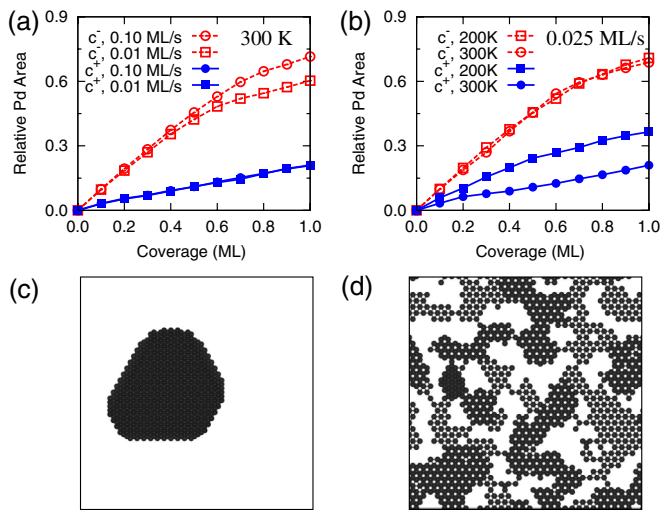 (a)
0.9
0.6
0.3
0.0
Relative Pd Area
c⁻, 0.10 ML/s
c⁻, 0.01 ML/s
c⁺, 0.10 ML/s
c⁺, 0.01 ML/s
300 K
0.0 0.2 0.4 0.6 0.8 1.0
Coverage (ML)
(b)
0.9
0.6
0.3
0.0
Relative Pd Area
c⁻, 200K
c⁻, 300K
c⁺, 200K
c⁺, 300K
0.025 ML/s
0.0 0.2 0.4 0.6 0.8 1.0
Coverage (ML)
(c)
(d)